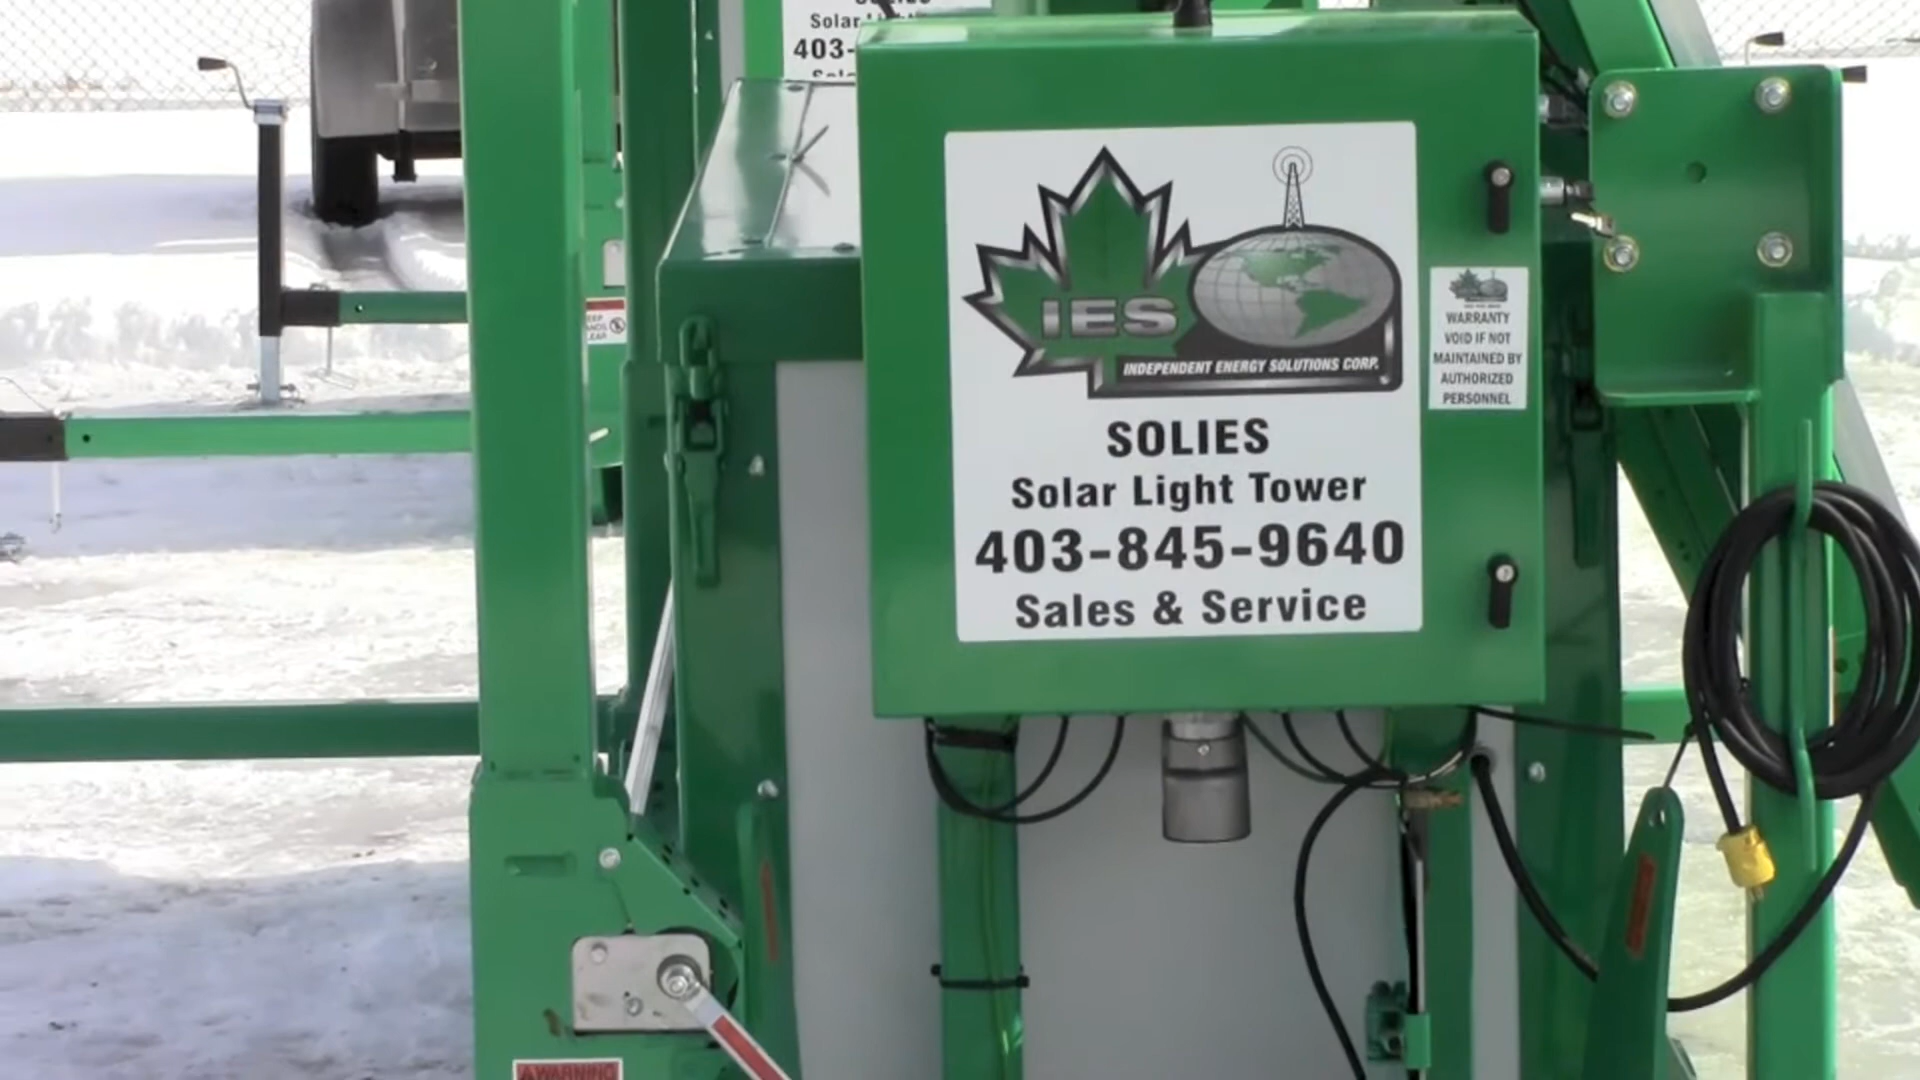 Solar Light
403-
IES
INDEPENDENT ENERGY SOLUTIONS CORP.
SOLIES
Solar Light Tower
403-845-9640
Sales & Service
WARRANTY
VOID IF NOT
MAINTAINED BY
AUTHORIZED
PERSONNEL
WARNING